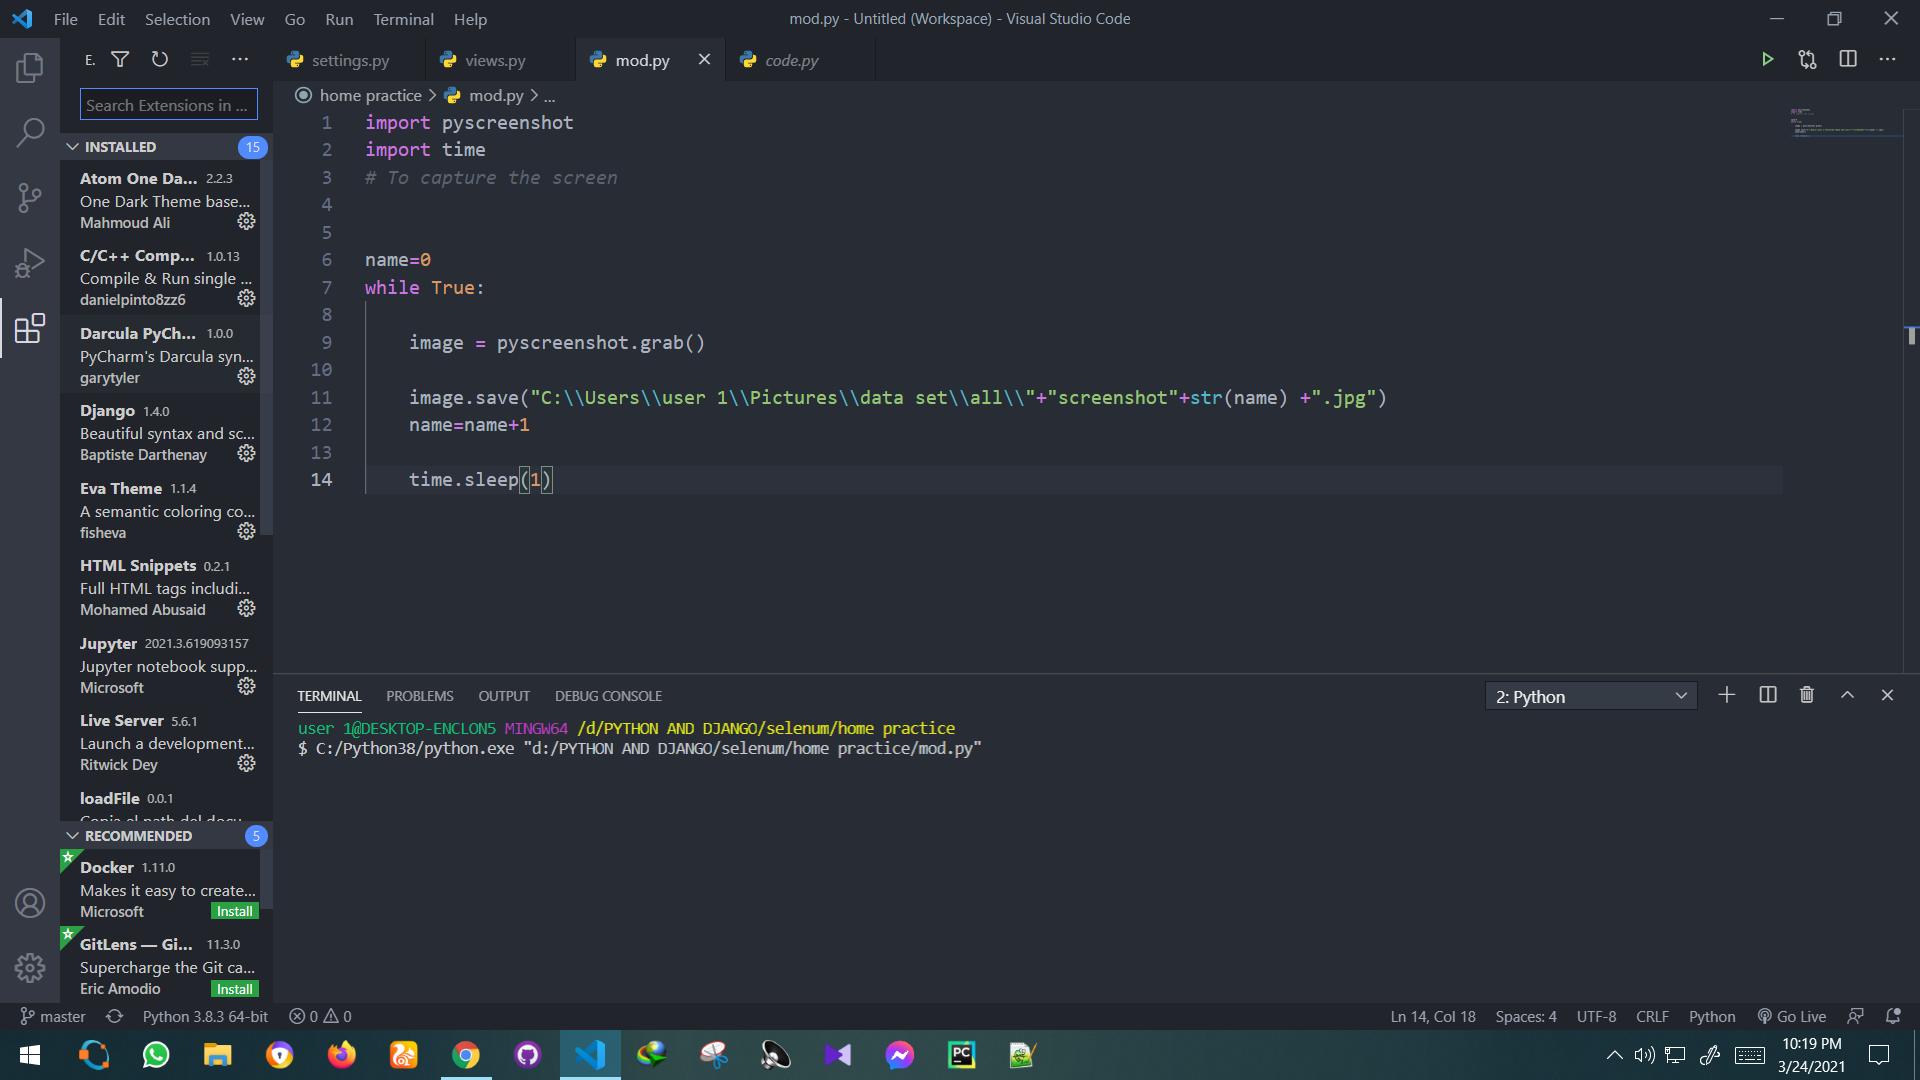 File Edit Selection View Go Run Terminal Help
mod.py - Untitled (Workspace) - Visual Studio Code
E.
settings.py
views.py
mod.py
code.py
Search Extensions in ...
home practice > mod.py > ...
INSTALLED 15
Atom One Da... 2.2.3
One Dark Theme base...
Mahmoud Ali
C/C++ Comp... 1.0.13
Compile & Run single ...
danielpinto8zz6
Darcula PyCh... 1.0.0
PyCharm's Darcula syn...
garytyler
Django 1.4.0
Beautiful syntax and sc...
Baptiste Darthenay
Eva Theme 1.1.4
A semantic coloring co...
fisheva
HTML Snippets 0.2.1
Full HTML tags includi...
Mohamed Abusaid
Jupyter 2021.3.619093157
Jupyter notebook supp...
Microsoft
Live Server 5.6.1
Launch a development...
Ritwick Dey
loadFile 0.0.1
RECOMMENDED 5
Docker 1.11.0
Makes it easy to create...
Microsoft Install
GitLens — Gi... 11.3.0
Supercharge the Git ca...
Eric Amodio Install
1 import pyscreenshot
2 import time
3 # To capture the screen
4
5
6 name=0
7 while True:
8
9 image = pyscreenshot.grab()
10
11 image.save("C:\\Users\\user 1\\Pictures\\data set\\all\\"+"screenshot"+str(name) +".jpg")
12 name=name+1
13
14 time.sleep(1)
TERMINAL PROBLEMS OUTPUT DEBUG CONSOLE
2: Python
user 1@DESKTOP-ENCLON5 MINGW64 /d/PYTHON AND DJANGO/selenum/home practice
$ C:/Python38/python.exe "d:/PYTHON AND DJANGO/selenum/home practice/mod.py"
master Python 3.8.3 64-bit 0 0
Ln 14, Col 18 Spaces: 4 UTF-8 CRLF Python Go Live
PC
10:19 PM
3/24/2021